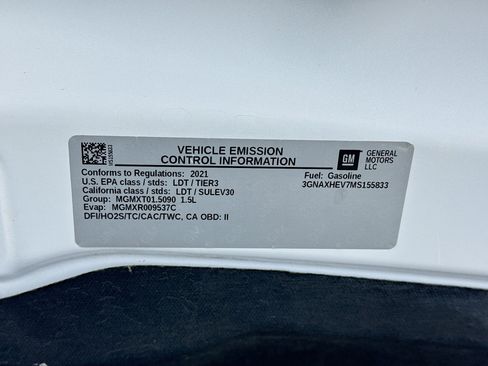 VEHICLE EMISSION
CONTROL INFORMATION
GM
GENERAL
MOTORS
LLC
Conforms to Regulations: 2021
U.S. EPA class / stds: LDT / TIER3
California class / stds: LDT / SULEV30
Group: MGMXT01.5090 1.5L
Evap: MGMXR009537C
DFI/HO2S/TC/CAC/TWC, CA OBD: II
Fuel: Gasoline
3GNAXHEV7MS155833